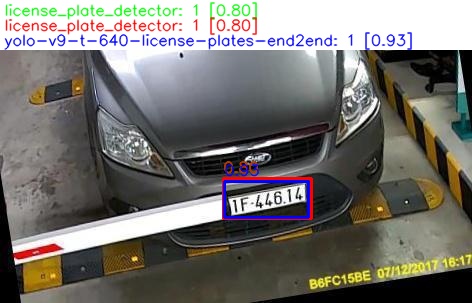 license_plate_detector: 1 [0.80]
license_plate_detector: 1 [0.80]
yolo-v9-t-640-license-plates-end2end: 1 [0.93]
Ford
1F-446.14
B6FC15BE 07/12/2017 16:17